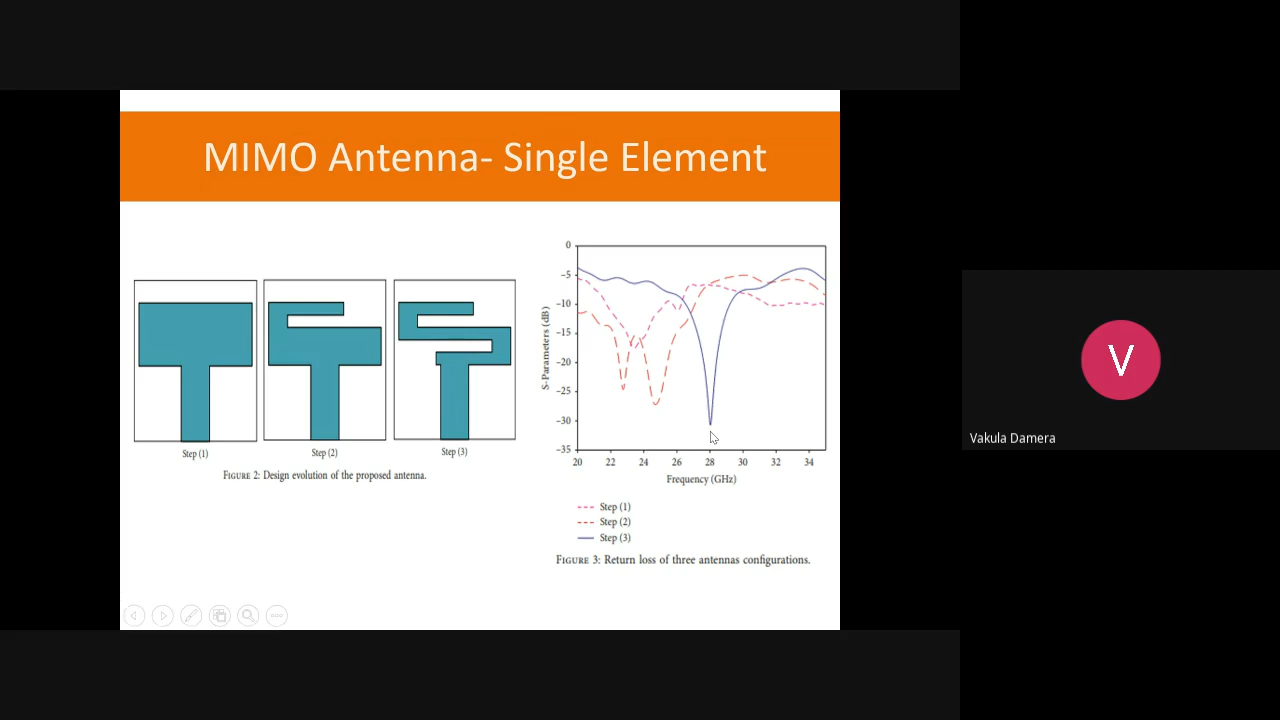 MIMO Antenna- Single Element
Step (1)
Step (2)
Step (3)
FIGURE 2: Design evolution of the proposed antenna.
S-Parameters (dB)
0
−5
−10
−15
−20
−25
−30
−35
20 22 24 26 28 30 32 34
Frequency (GHz)
Step (1)
Step (2)
Step (3)
FIGURE 3: Return loss of three antennas configurations.
V
Vakula Damera